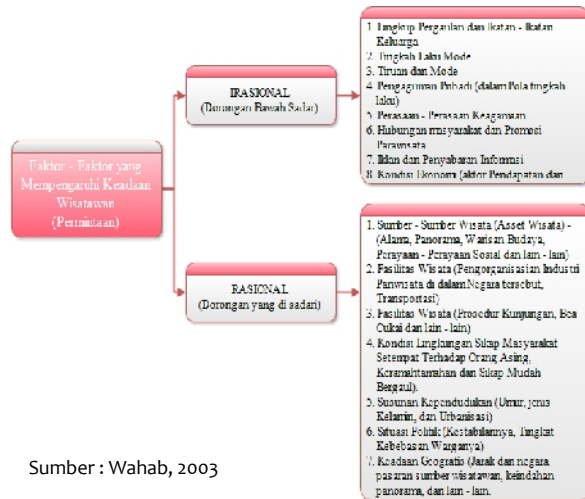 Faktor - Faktor yang
Mempengaruhi Keadaan
Wisatawan
(Permintaan)
IRASIONAL
(Dorongan Bawah Sadar)
1. Lingkup Pergaulan dan Ikatan - Ikatan
Keluarga
2. Tingkah Laku Mode
3. Tiruan dan Mode
4. Pengaguman Pribadi (dalam Pola tingkah
laku)
5. Perasaan - Perasaan Keagamaan
6. Hubungan masyarakat dan Promosi
Parawisata
7. Iklan dan Penyabaran Informasi
8. Kondisi Ekonomi (aktor Pendapatan dan
RASIONAL
(Dorongan yang di sadari)
1. Sumber - Sumber Wisata (Asset Wisata) -
(Alama, Panorama, Warisan Budaya,
Perayaan - Perayaan Sosial dan lain - lain)
2. Fasilitas Wisata (Pengorganisasian Industri
Pariwisata di dalam Negara tersebut,
Transportasi)
3. Fasilitas Wisata (Prosedur Kunjungan, Bea
Cukai dan lain - lain)
4. Kondisi Lingkungan Sikap Masyarakat
Setempat Terhadap Orang Asing,
Keramahtamahan dan Sikap Mudah
Bergaul).
5. Susunan Kependudukan (Umur, jenis
Kelamin, dan Urbanisasi)
6. Situasi Politik (Kestabilannya, Tingkat
Kebebasan Warganya)
7. Keadaan Geografis (Jarak dan negara
pasaran sumber wisatawan, keindahan
panorama, dan lain - lain.
Sumber : Wahab, 2003